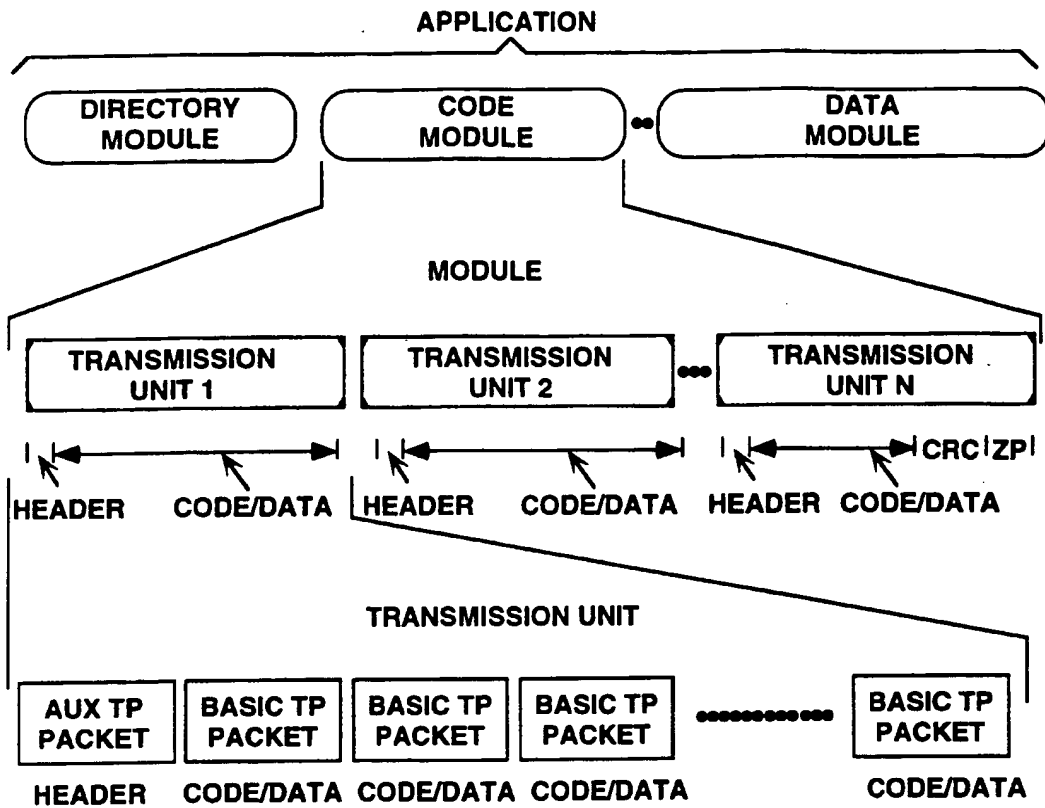 APPLICATION
DIRECTORY
MODULE
CODE
MODULE
DATA
MODULE
MODULE
TRANSMISSION
UNIT 1
TRANSMISSION
UNIT 2
TRANSMISSION
UNIT N
CRC ZP
HEADER
CODE/DATA
HEADER
CODE/DATA
HEADER
CODE/DATA
TRANSMISSION UNIT
AUX TP
PACKET
BASIC TP
PACKET
BASIC TP
PACKET
BASIC TP
PACKET
BASIC TP
PACKET
HEADER
CODE/DATA
CODE/DATA
CODE/DATA
CODE/DATA